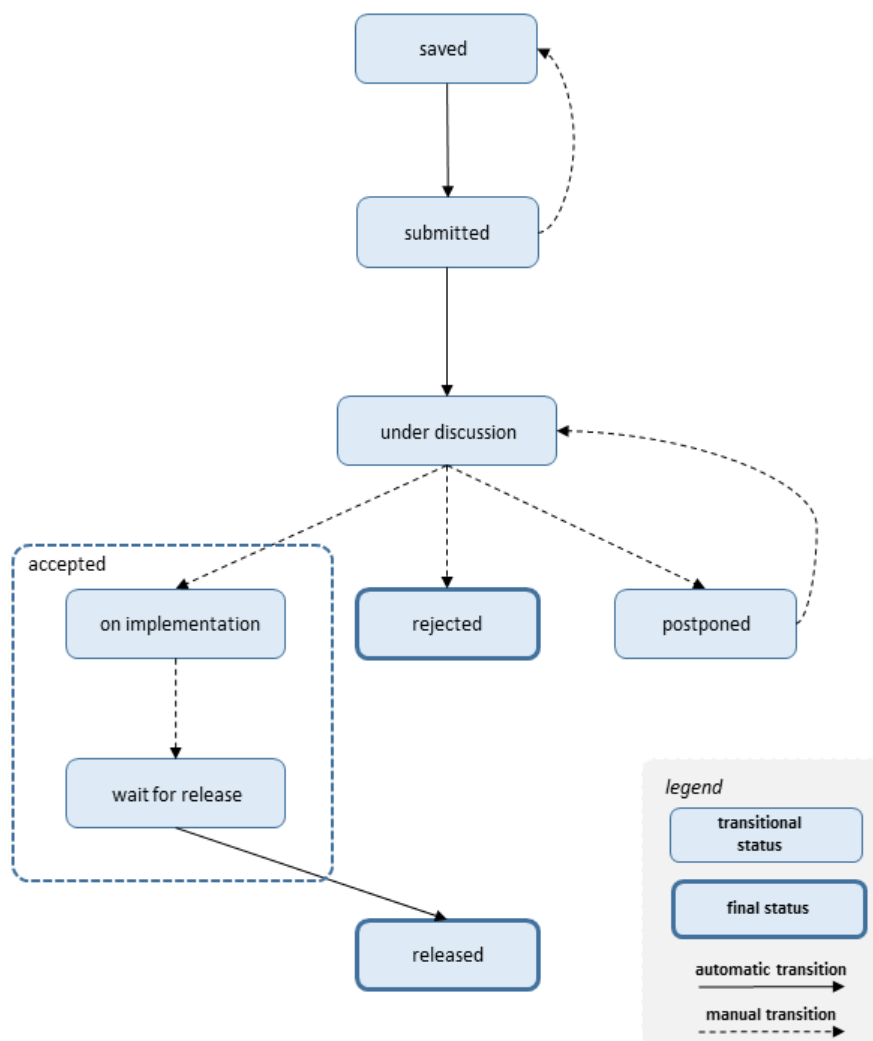 saved
submitted
under discussion
accepted
on implementation
rejected
postponed
wait for release
released
legend
transitional
status
final status
automatic transition
manual transition